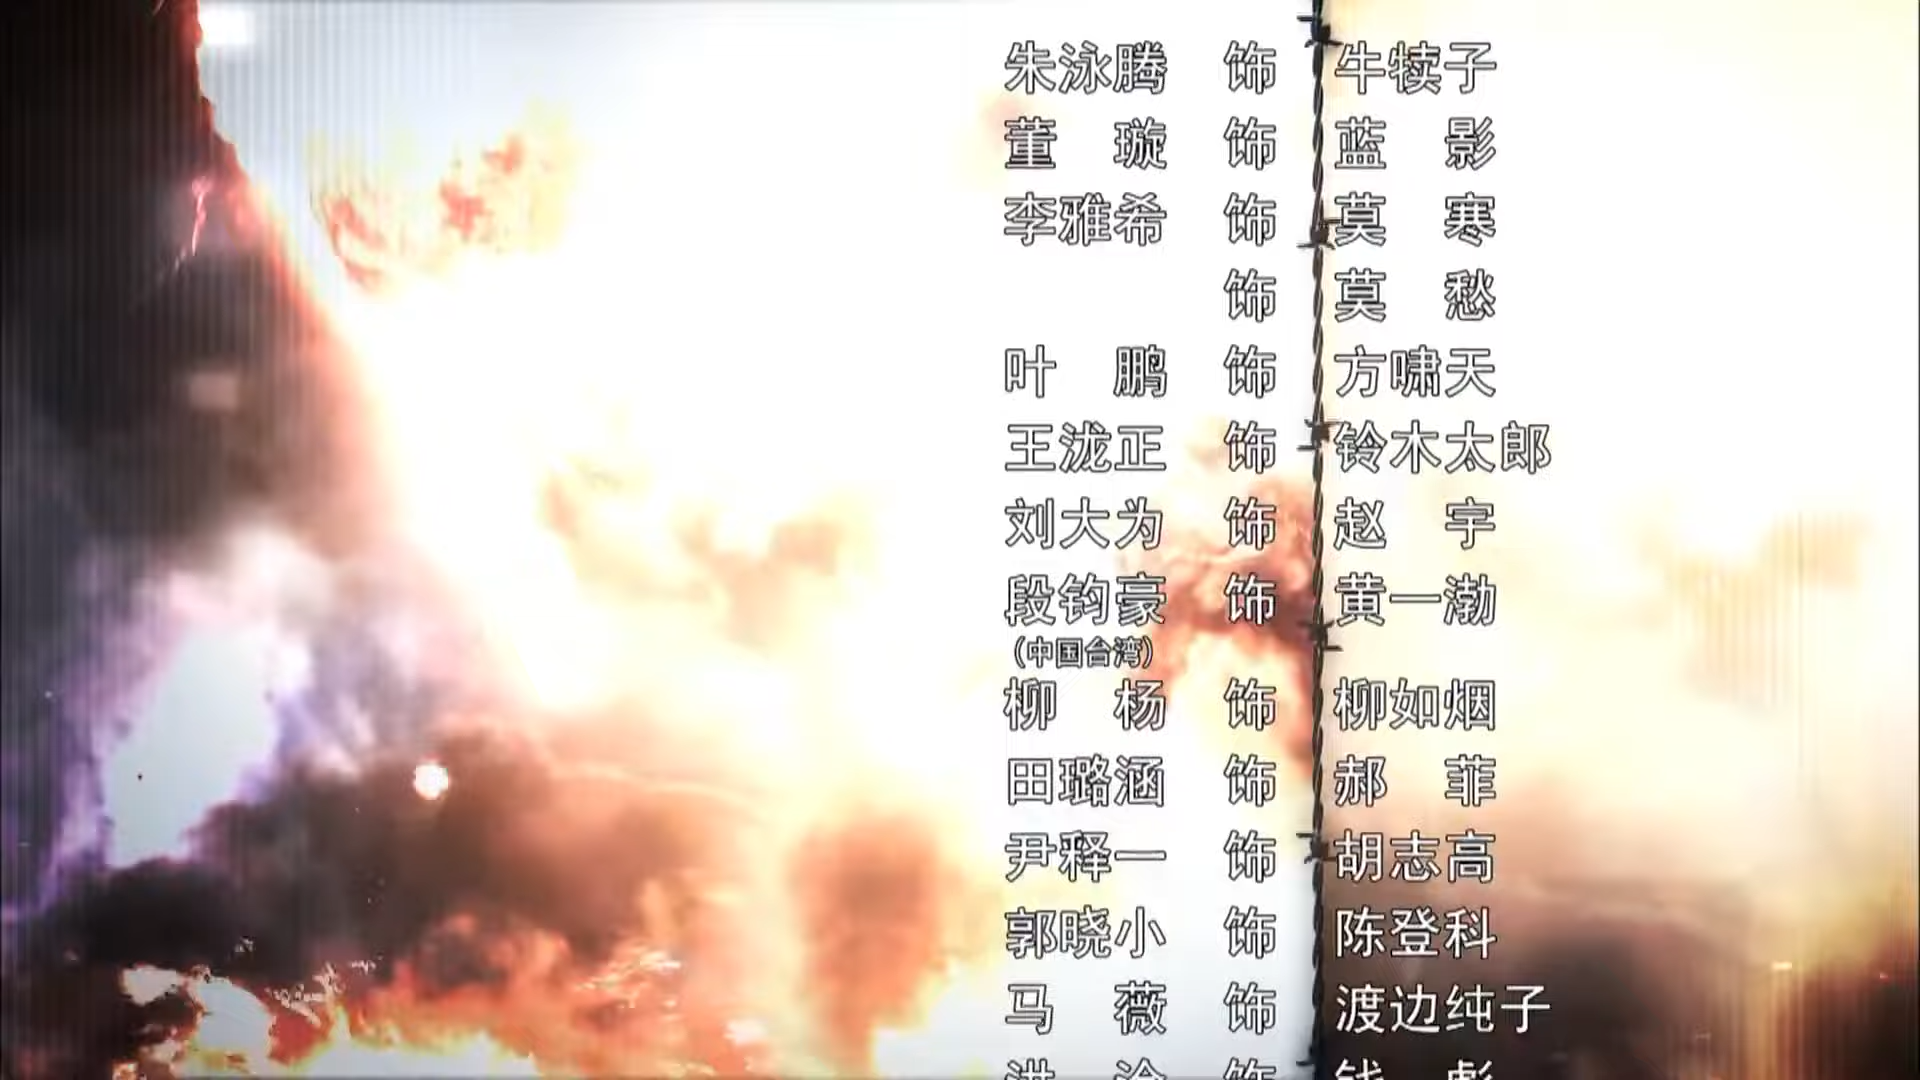 朱泳腾 饰 牛犊子
董 璇 饰 蓝 影
李雅希 饰 莫 寒
饰 莫 愁
叶 鹏 饰 方啸天
王泷正 饰 铃木太郎
刘大为 饰 赵 宇
段钧豪 饰 黄一渤
（中国台湾）
柳 杨 饰 柳如烟
田璐涵 饰 郝 菲
尹释一 饰 胡志高
郭晓小 饰 陈登科
马 薇 饰 渡边纯子